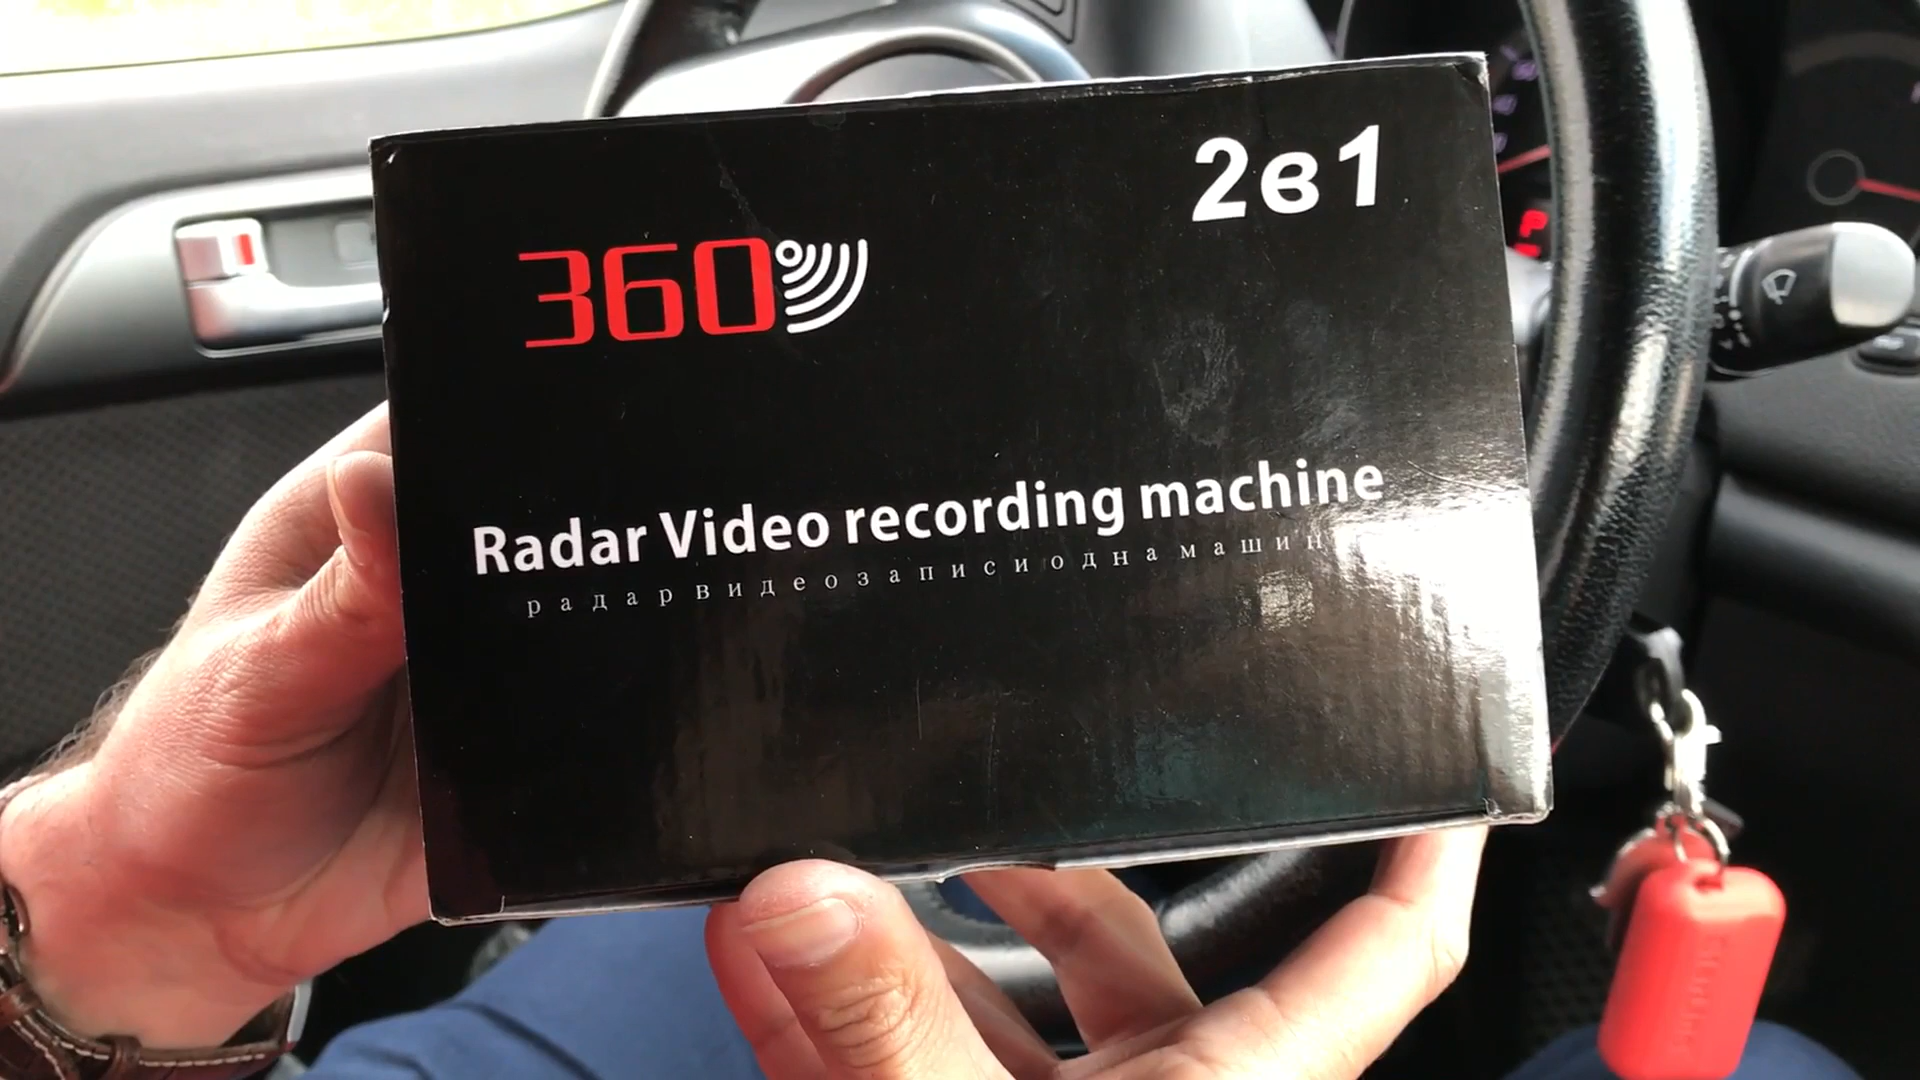 2в1
360
Radar Video recording machine
радарвидеозаписиоднамашин